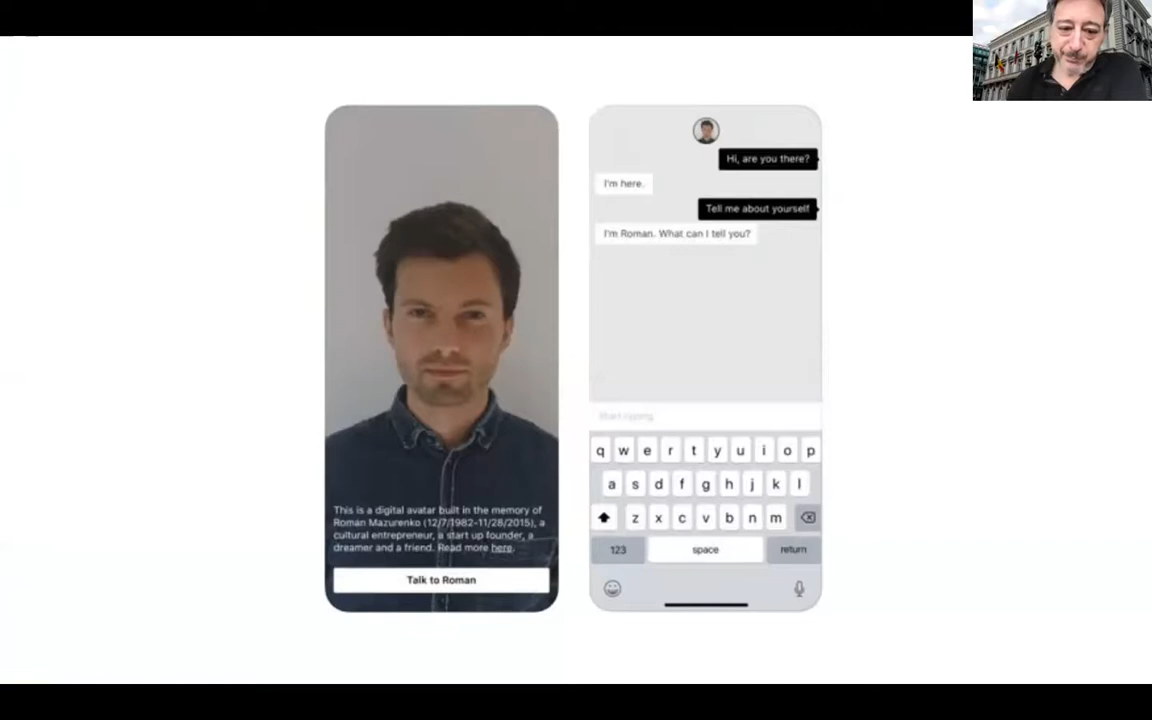 This is a digital avatar built in the memory of
Roman Mazurenko (12/7/1982-11/28/2015), a
cultural entrepreneur, a start up founder, a
dreamer and a friend. Read more here.
Talk to Roman
Hi, are you there?
I'm here.
Tell me about yourself
I'm Roman. What can I tell you?
Start typing
q w e r t y u i o p
a s d f g h j k l
z x c v b n m
123 space return